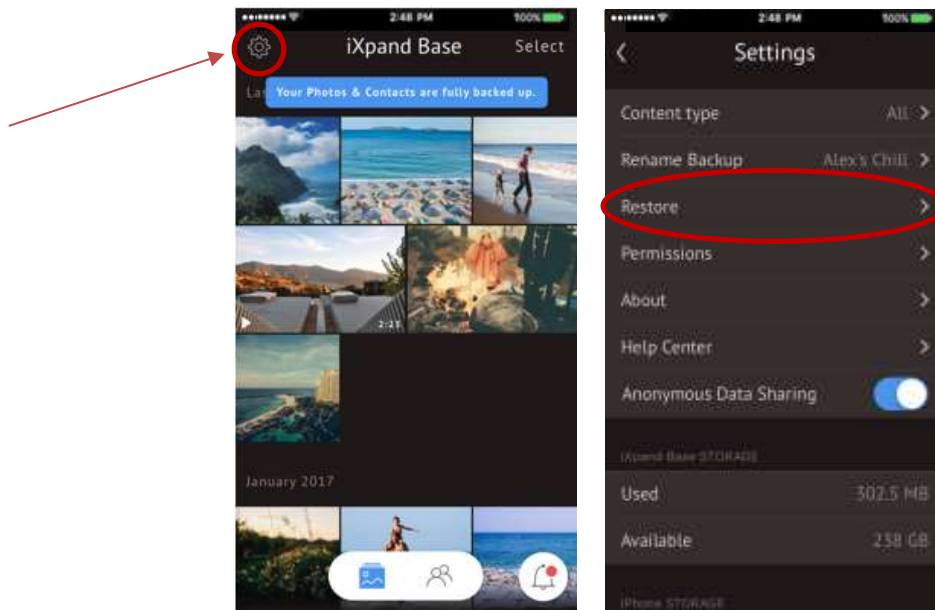 2:48 PM 100%
iXpand Base Select
Your Photos & Contacts are fully backed up.
2:23
January 2017
2:48 PM 100%
Settings
Content type All
Rename Backup Alex's Chill
Restore
Permissions
About
Help Center
Anonymous Data Sharing
iXpand Base STORAGE
Used 302.5 MB
Available 238 GB
iPhone STORAGE